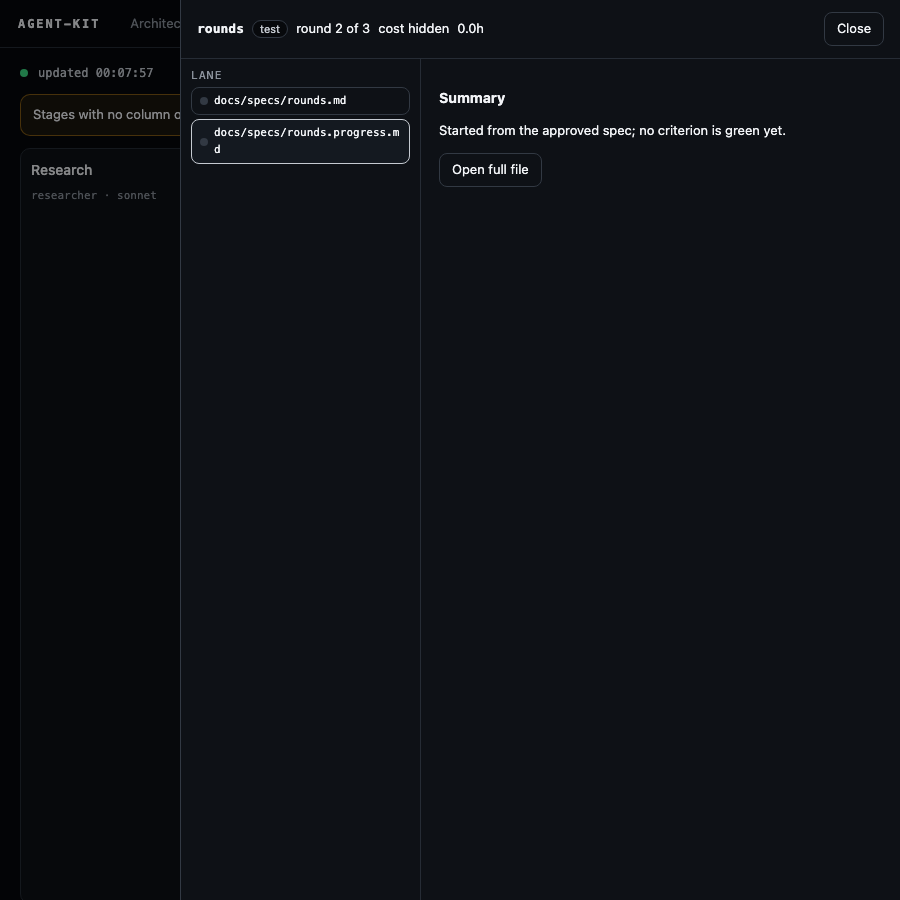 AGENT-KIT
Architec
updated 00:07:57
Stages with no column o
Research
researcher · sonnet
rounds test round 2 of 3 cost hidden 0.0h
Close
LANE
docs/specs/rounds.md
docs/specs/rounds.progress.m
d
Summary
Started from the approved spec; no criterion is green yet.
Open full file